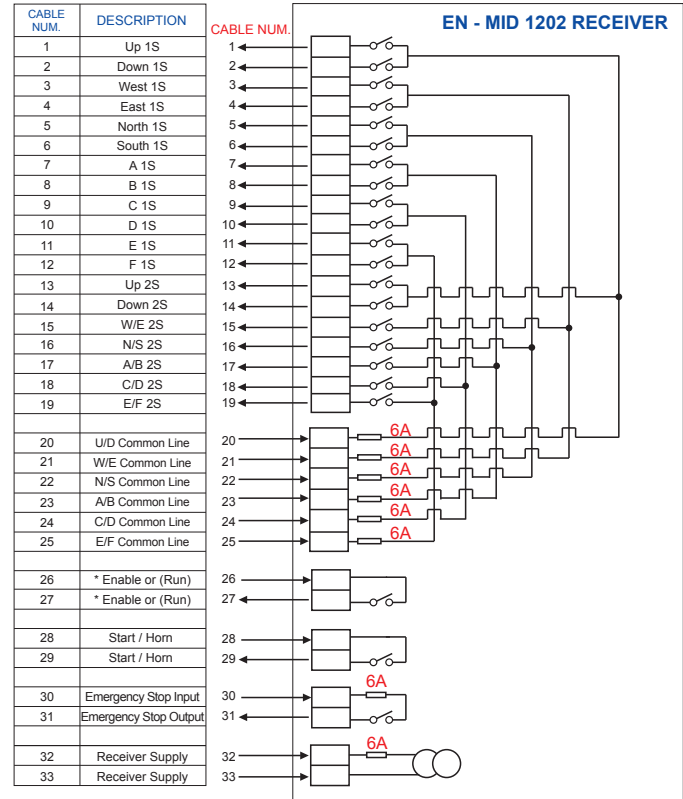 CABLE NUM. DESCRIPTION CABLE NUM. EN - MID 1202 RECEIVER
1 Up 1S 1
2 Down 1S 2
3 West 1S 3
4 East 1S 4
5 North 1S 5
6 South 1S 6
7 A 1S 7
8 B 1S 8
9 C 1S 9
10 D 1S 10
11 E 1S 11
12 F 1S 12
13 Up 2S 13
14 Down 2S 14
15 W/E 2S 15
16 N/S 2S 16
17 A/B 2S 17
18 C/D 2S 18
19 E/F 2S 19
20 U/D Common Line 20 6A
21 W/E Common Line 21 6A
22 N/S Common Line 22 6A
23 A/B Common Line 23 6A
24 C/D Common Line 24 6A
25 E/F Common Line 25 6A
26 * Enable or (Run) 26
27 * Enable or (Run) 27
28 Start / Horn 28
29 Start / Horn 29
30 Emergency Stop Input 30 6A
31 Emergency Stop Output 31
32 Receiver Supply 32 6A
33 Receiver Supply 33